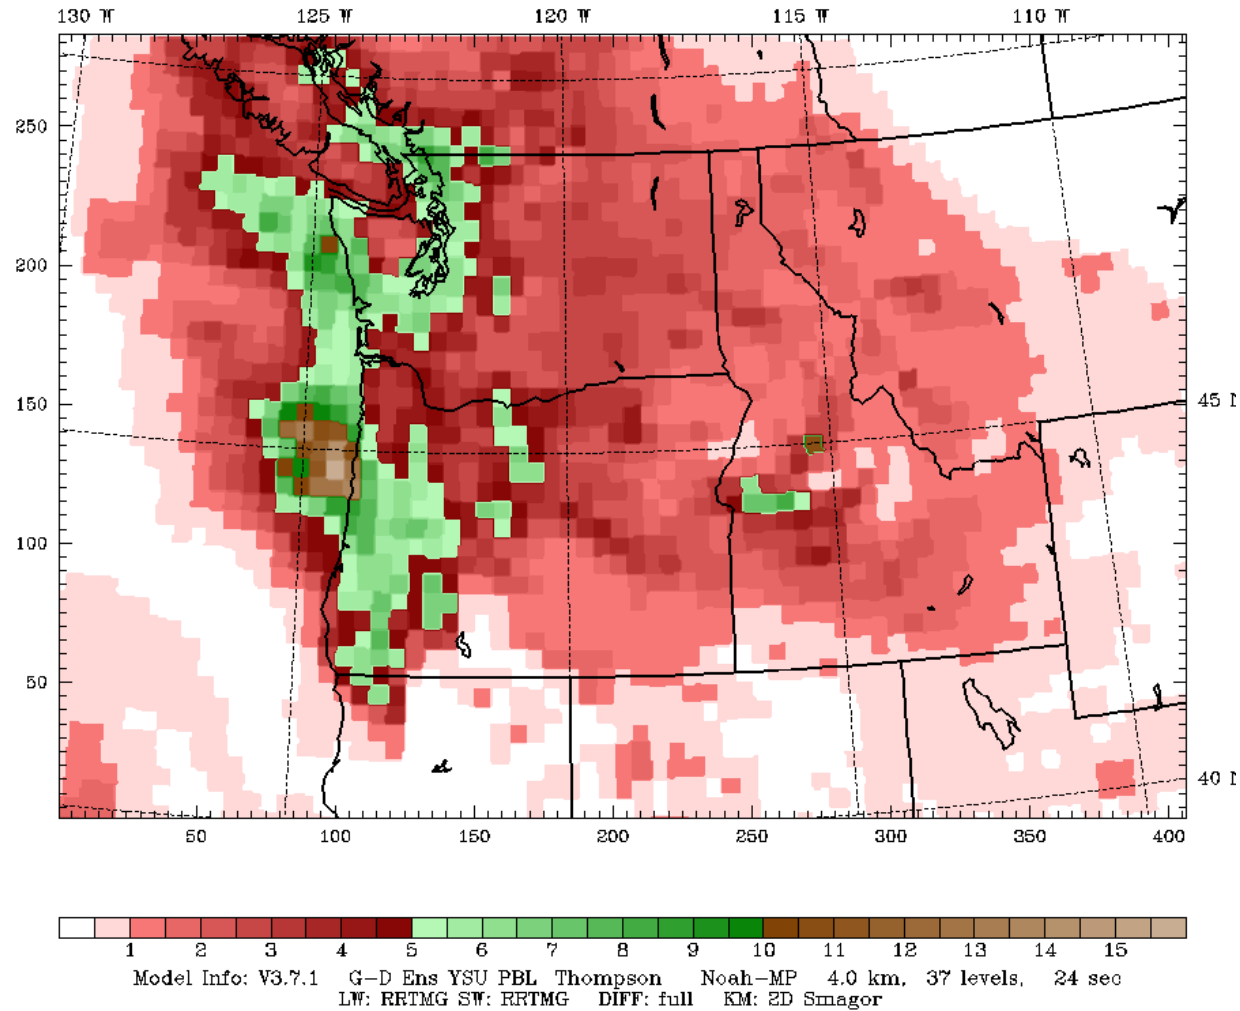 130 W 125 W 120 W 115 W 110 W
250
200
150
45 N
100
50
40 N
50 100 150 200 250 300 350 400
1 2 3 4 5 6 7 8 9 10 11 12 13 14 15
Model Info: V3.7.1 G-D Ens YSU PBL Thompson Noah-MP 4.0 km, 37 levels, 24 sec
LW: RRTMG SW: RRTMG DIFF: full KM: 2D Smagor